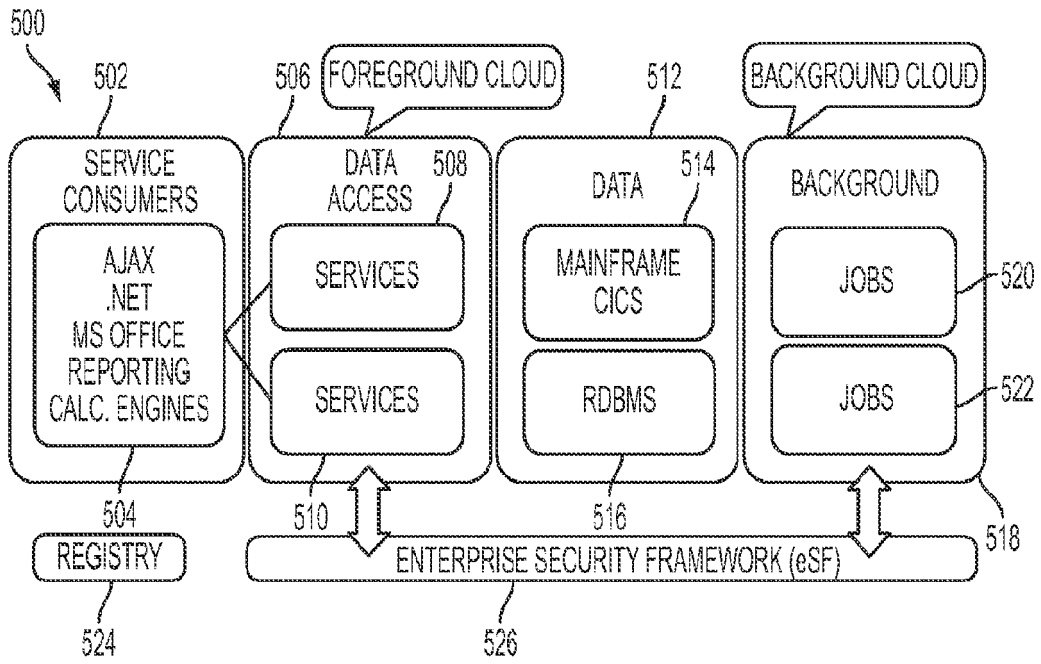 500
502
506
FOREGROUND CLOUD
512
BACKGROUND CLOUD
SERVICE
CONSUMERS
AJAX
.NET
MS OFFICE
REPORTING
CALC. ENGINES
504
DATA
ACCESS
508
SERVICES
SERVICES
510
DATA
514
MAINFRAME
CICS
RDBMS
516
BACKGROUND
JOBS
520
JOBS
522
518
REGISTRY
524
ENTERPRISE SECURITY FRAMEWORK (eSF)
526